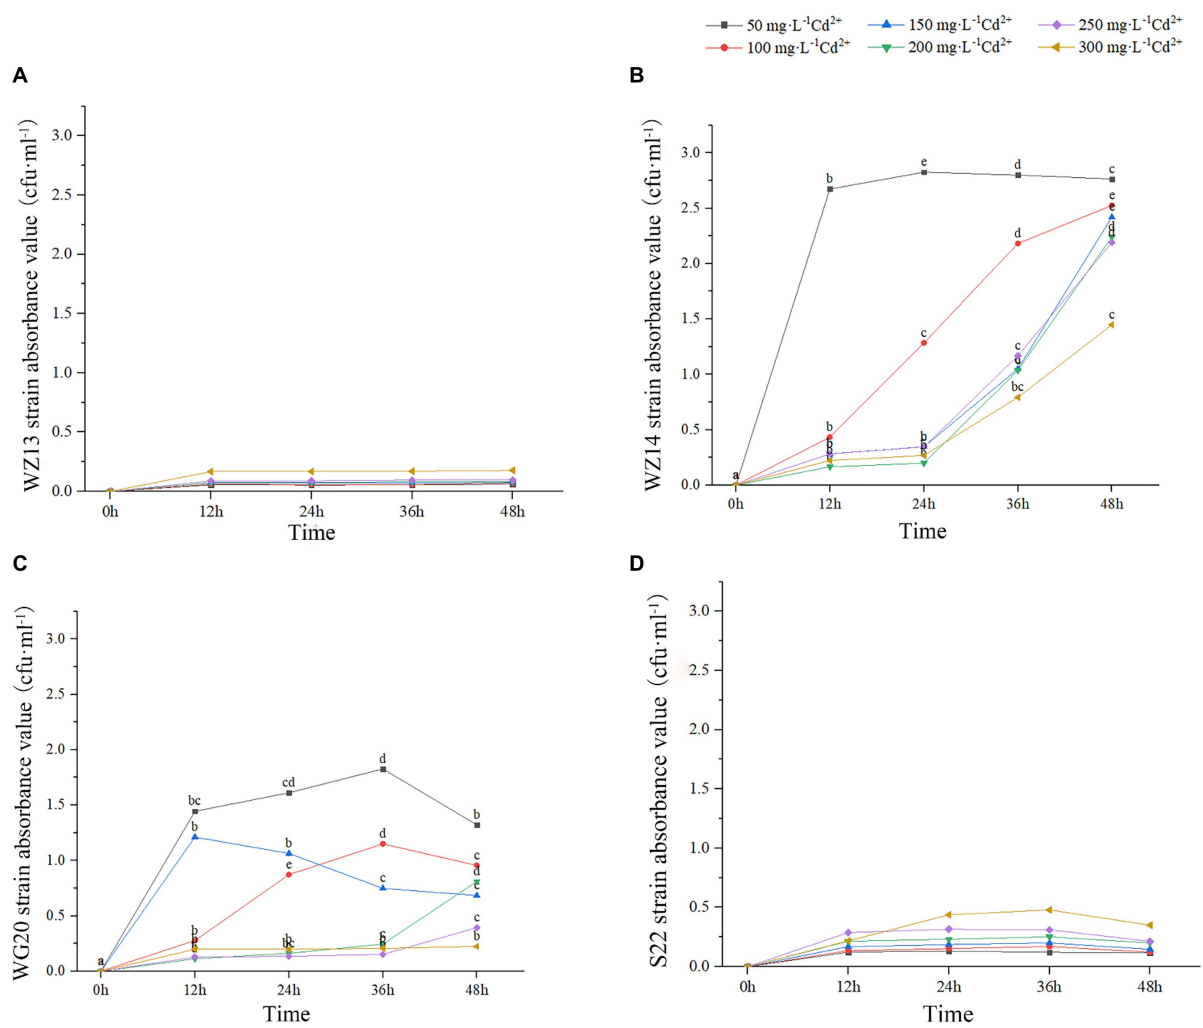 50 mg·L⁻¹Cd²⁺ 150 mg·L⁻¹Cd²⁺ 250 mg·L⁻¹Cd²⁺
100 mg·L⁻¹Cd²⁺ 200 mg·L⁻¹Cd²⁺ 300 mg·L⁻¹Cd²⁺
A
WZ13 strain absorbance value (cfu·ml⁻¹)
3.0
2.5
2.0
1.5
1.0
0.5
0.0
0h 12h 24h 36h 48h
Time
B
WZ14 strain absorbance value (cfu·ml⁻¹)
3.0
2.5
2.0
1.5
1.0
0.5
0.0
a
b e d c
b c d e
e
d
d
c
d
bc
c
b
b
b
b
0h 12h 24h 36h 48h
Time
C
WG20 strain absorbance value (cfu·ml⁻¹)
3.0
2.5
2.0
1.5
1.0
0.5
0.0
a
bc cd d b
b b c c
b e d c
d
c
b
b
bc
c
b
0h 12h 24h 36h 48h
Time
D
S22 strain absorbance value (cfu·ml⁻¹)
3.0
2.5
2.0
1.5
1.0
0.5
0.0
0h 12h 24h 36h 48h
Time